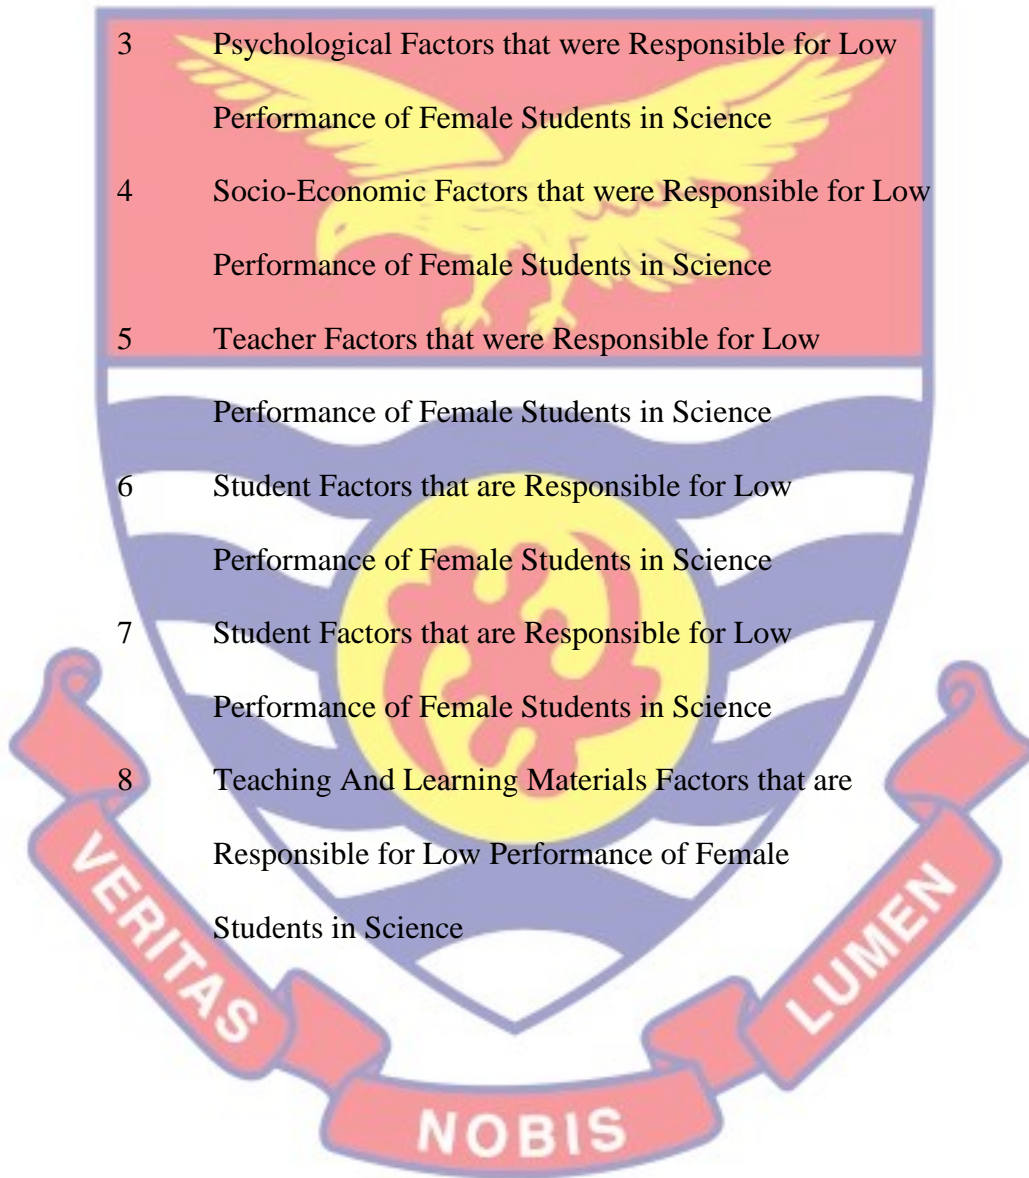 3 Psychological Factors that were Responsible for Low
Performance of Female Students in Science
4 Socio-Economic Factors that were Responsible for Low
Performance of Female Students in Science
5 Teacher Factors that were Responsible for Low
Performance of Female Students in Science
6 Student Factors that are Responsible for Low
Performance of Female Students in Science
7 Student Factors that are Responsible for Low
Performance of Female Students in Science
8 Teaching And Learning Materials Factors that are
Responsible for Low Performance of Female
Students in Science
VERITAS
NOBIS
LUMEN